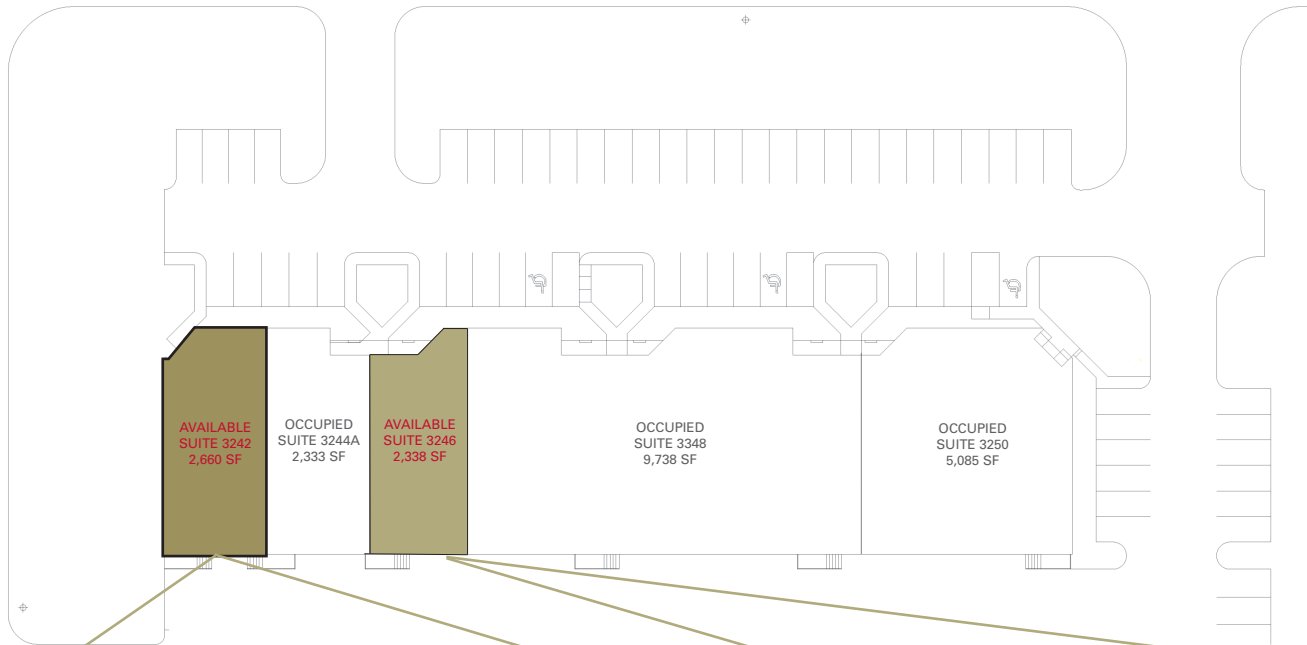 AVAILABLE
SUITE 3242
2,660 SF
OCCUPIED
SUITE 3244A
2,333 SF
AVAILABLE
SUITE 3246
2,338 SF
OCCUPIED
SUITE 3348
9,738 SF
OCCUPIED
SUITE 3250
5,085 SF